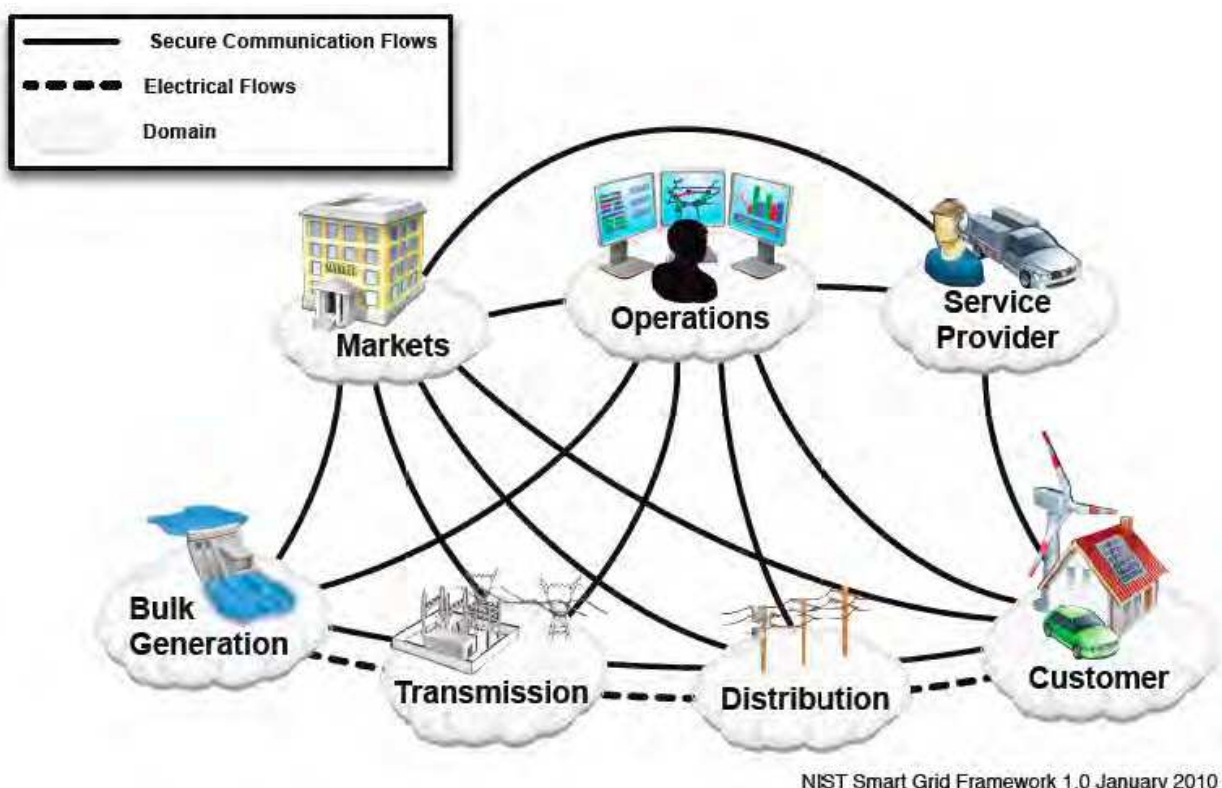 Secure Communication Flows
Electrical Flows
Domain
MARKET
Markets
Operations
Service
Provider
Bulk
Generation
Transmission
Distribution
Customer
NIST Smart Grid Framework 1.0 January 2010